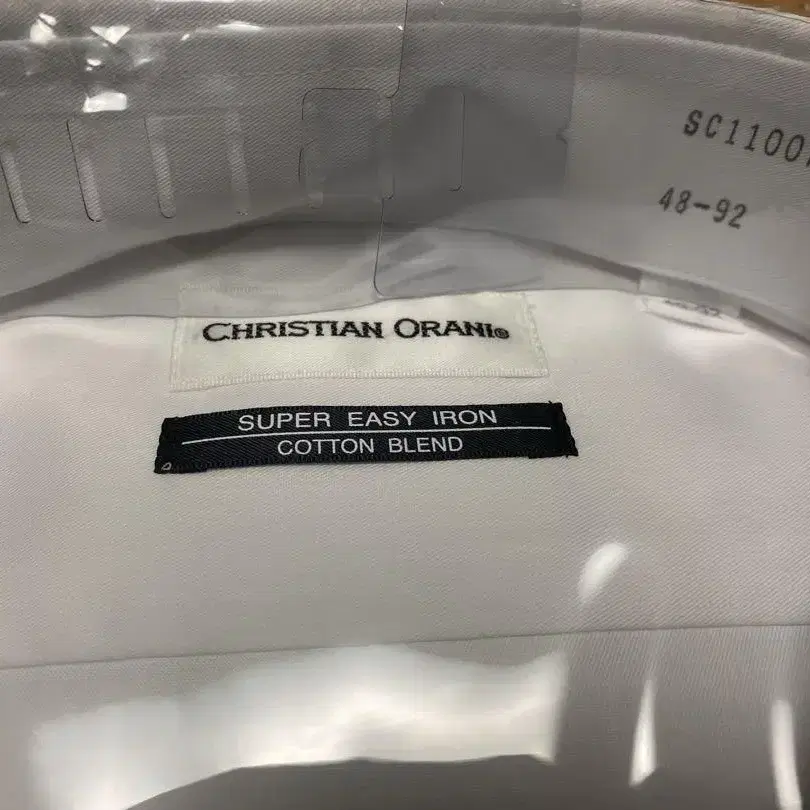 SC1100
48-92
CHRISTIAN ORANI®
SUPER EASY IRON
COTTON BLEND